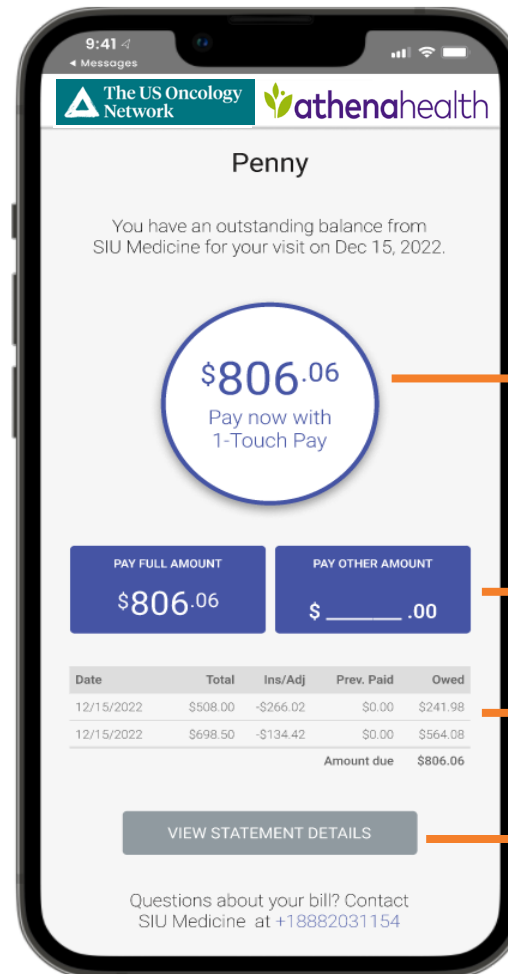 9:41
Messages
The US Oncology
Network
athenahealth
Penny
You have an outstanding balance from
SIU Medicine for your visit on Dec 15, 2022.
$806.06
Pay now with
1-Touch Pay
PAY FULL AMOUNT
$806.06
PAY OTHER AMOUNT
$ ______ .00
Date Total Ins/Adj Prev. Paid Owed
12/15/2022 $508.00 -$266.02 $0.00 $241.98
12/15/2022 $698.50 -$134.42 $0.00 $564.08
Amount due $806.06
VIEW STATEMENT DETAILS
Questions about your bill? Contact
SIU Medicine at +18882031154